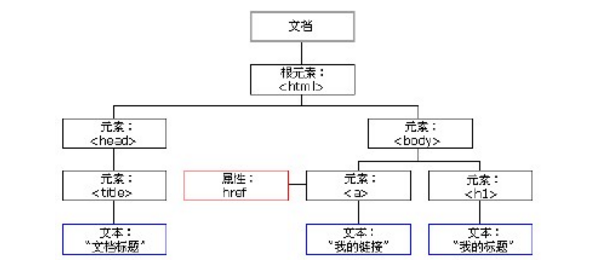 文档
根元素：
<html>
元素：
<head>
元素：
<body>
元素：
<title>
属性：
href
元素：
<a>
元素：
<h1>
文本：
"文档标题"
文本：
"我的链接"
文本：
"我的标题"